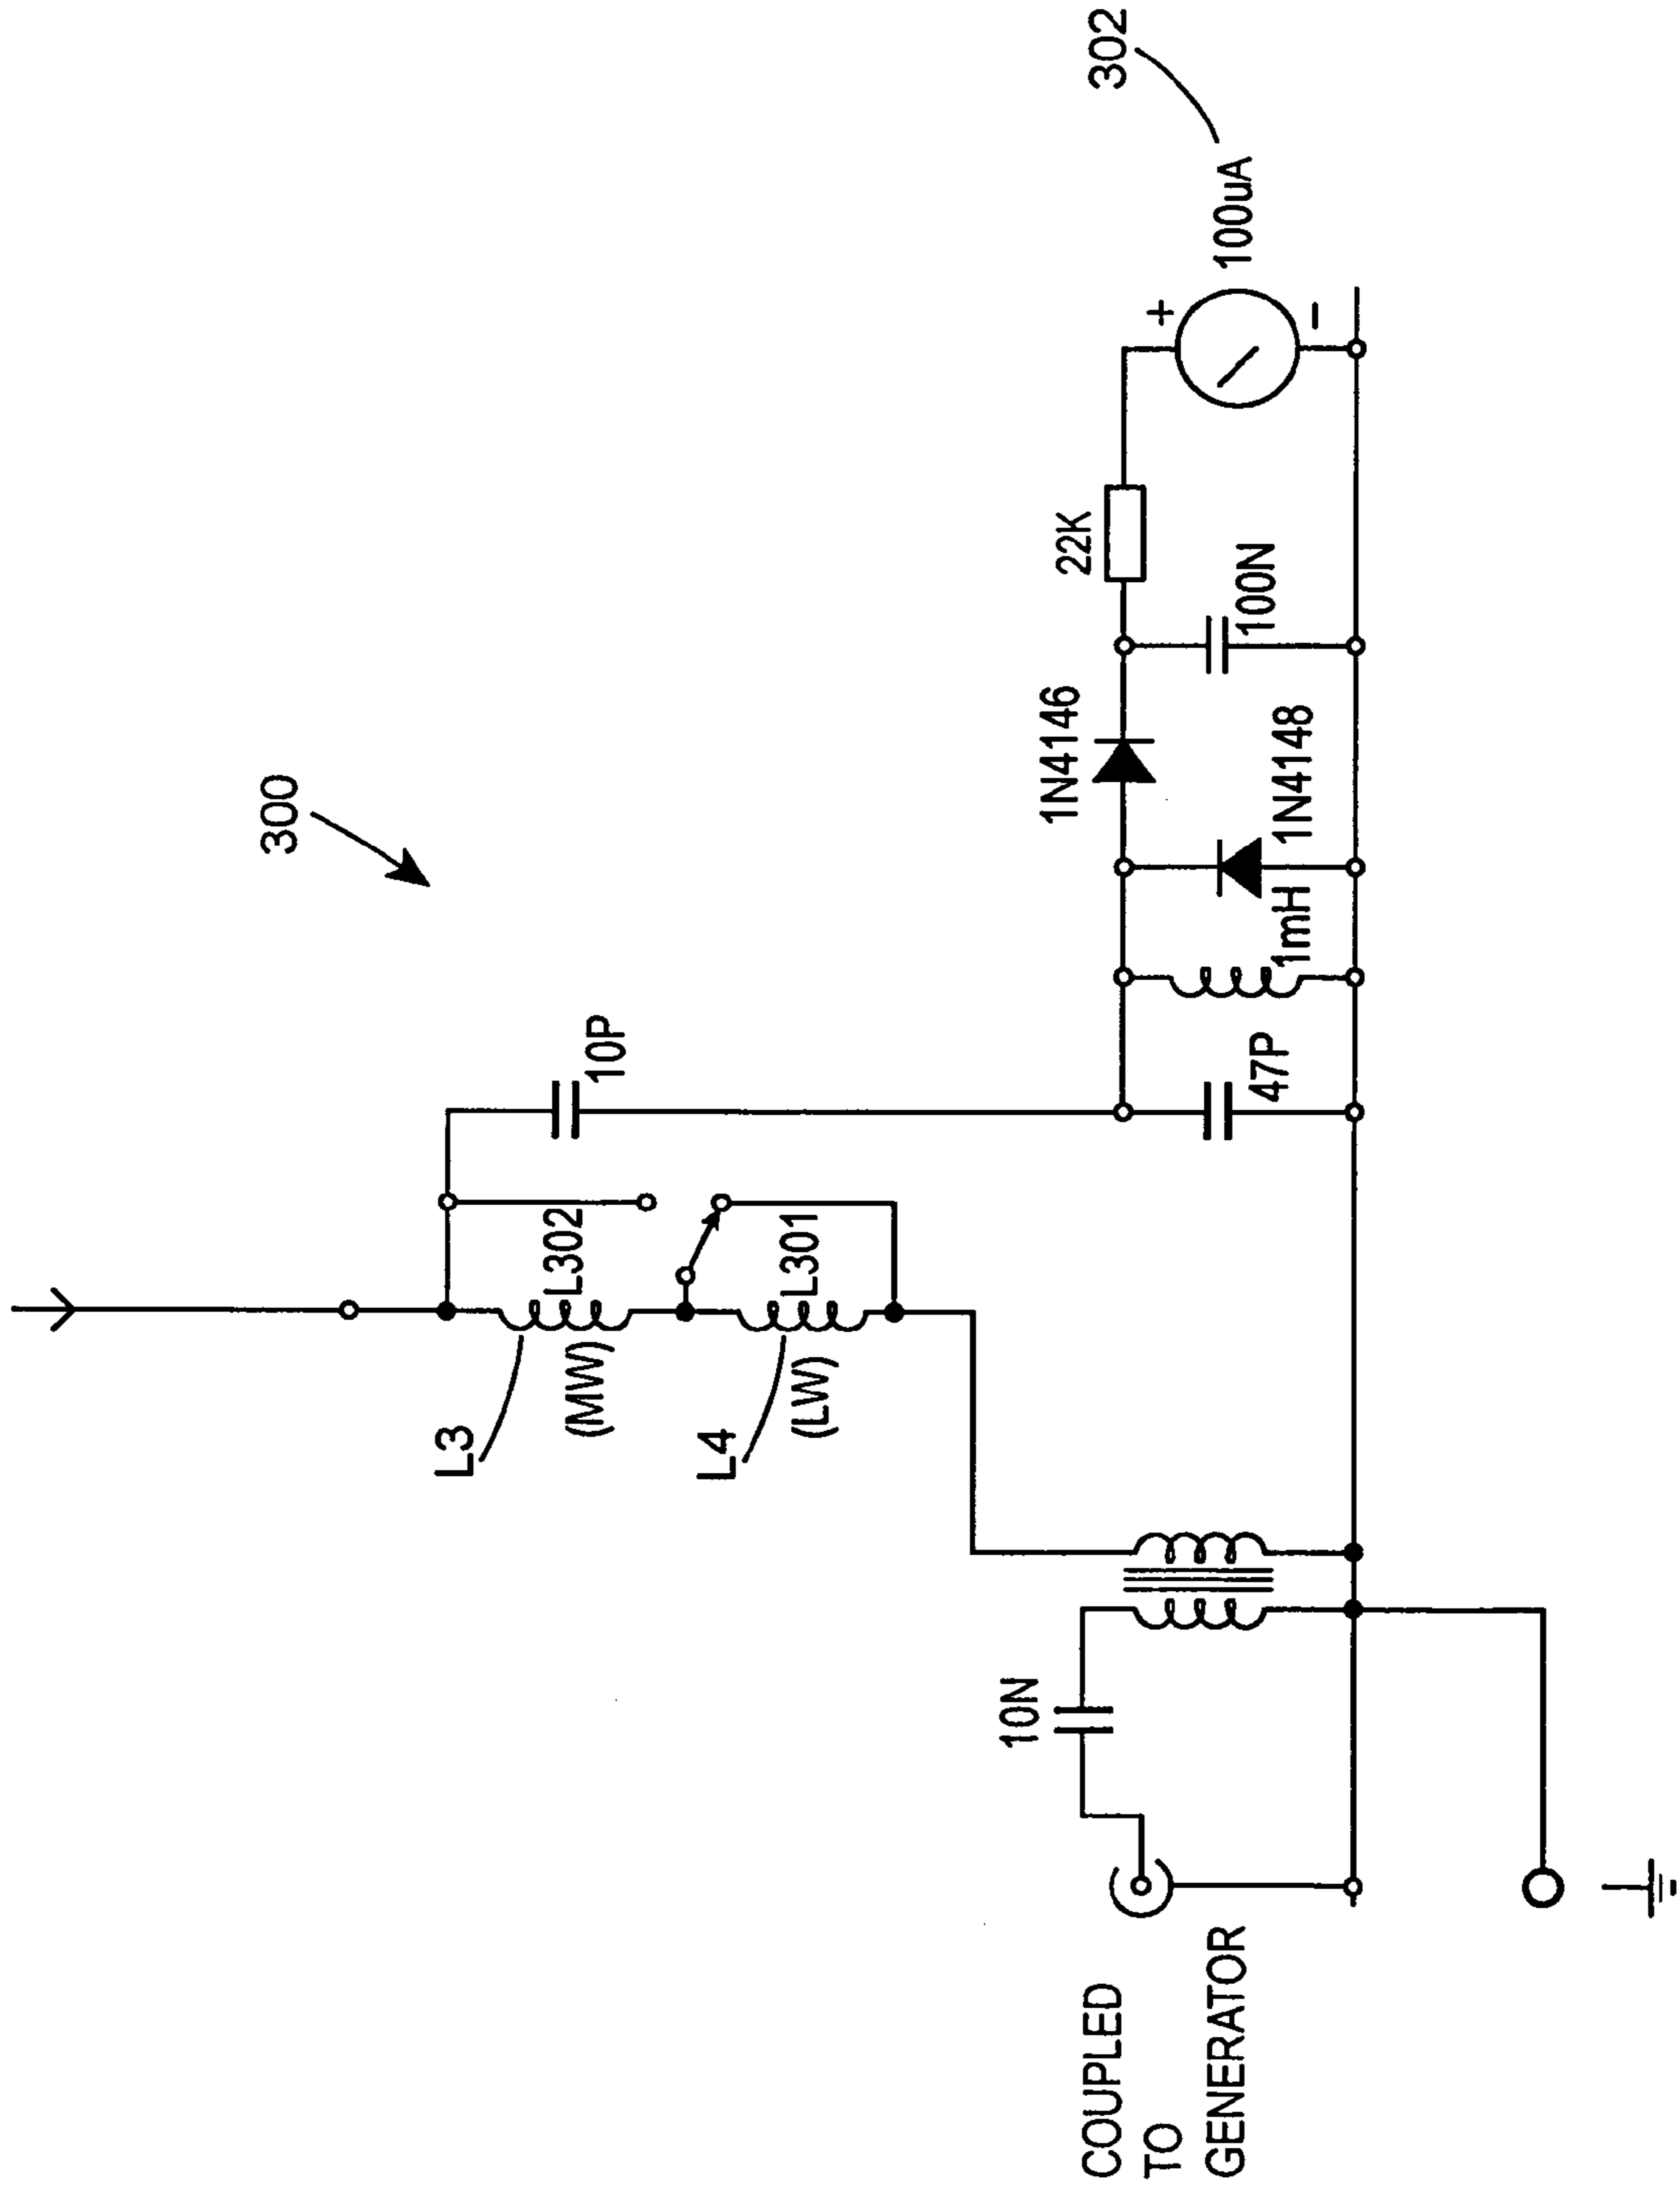 300
302
L3
L302
(MW)
L4
L301
(LW)
10P
47P
1mH
1N4148
1N4146
100N
22K
+
100uA
−
10N
COUPLED
TO
GENERATOR